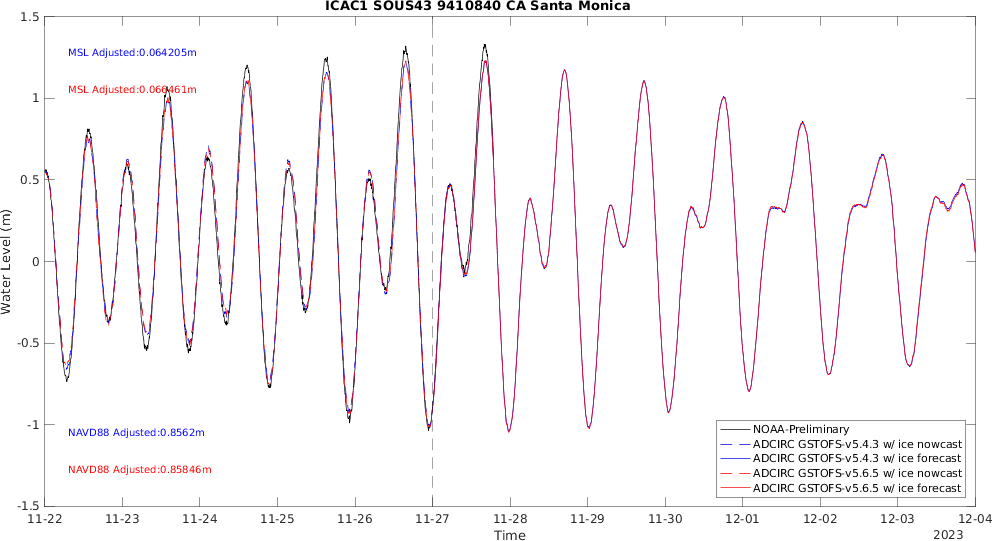 ICAC1 SOUS43 9410840 CA Santa Monica
1.5
1
0.5
0
-0.5
-1
-1.5
Water Level (m)
MSL Adjusted:0.064205m
MSL Adjusted:0.066461m
NAVD88 Adjusted:0.8562m
NAVD88 Adjusted:0.85846m
NOAA-Preliminary
ADCIRC GSTOFS-v5.4.3 w/ ice nowcast
ADCIRC GSTOFS-v5.4.3 w/ ice forecast
ADCIRC GSTOFS-v5.6.5 w/ ice nowcast
ADCIRC GSTOFS-v5.6.5 w/ ice forecast
11-22 11-23 11-24 11-25 11-26 11-27 11-28 11-29 11-30 12-01 12-02 12-03 12-04
Time
2023